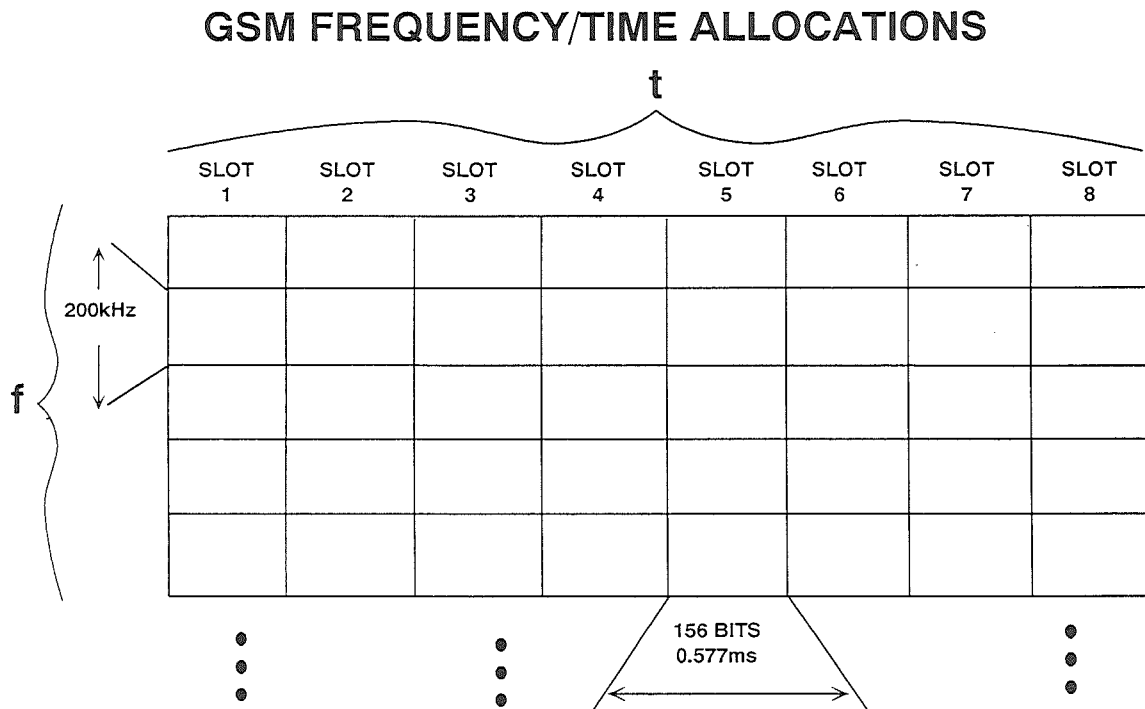 GSM FREQUENCY/TIME ALLOCATIONS
t
SLOT 1
SLOT 2
SLOT 3
SLOT 4
SLOT 5
SLOT 6
SLOT 7
SLOT 8
200kHz
f
156 BITS
0.577ms